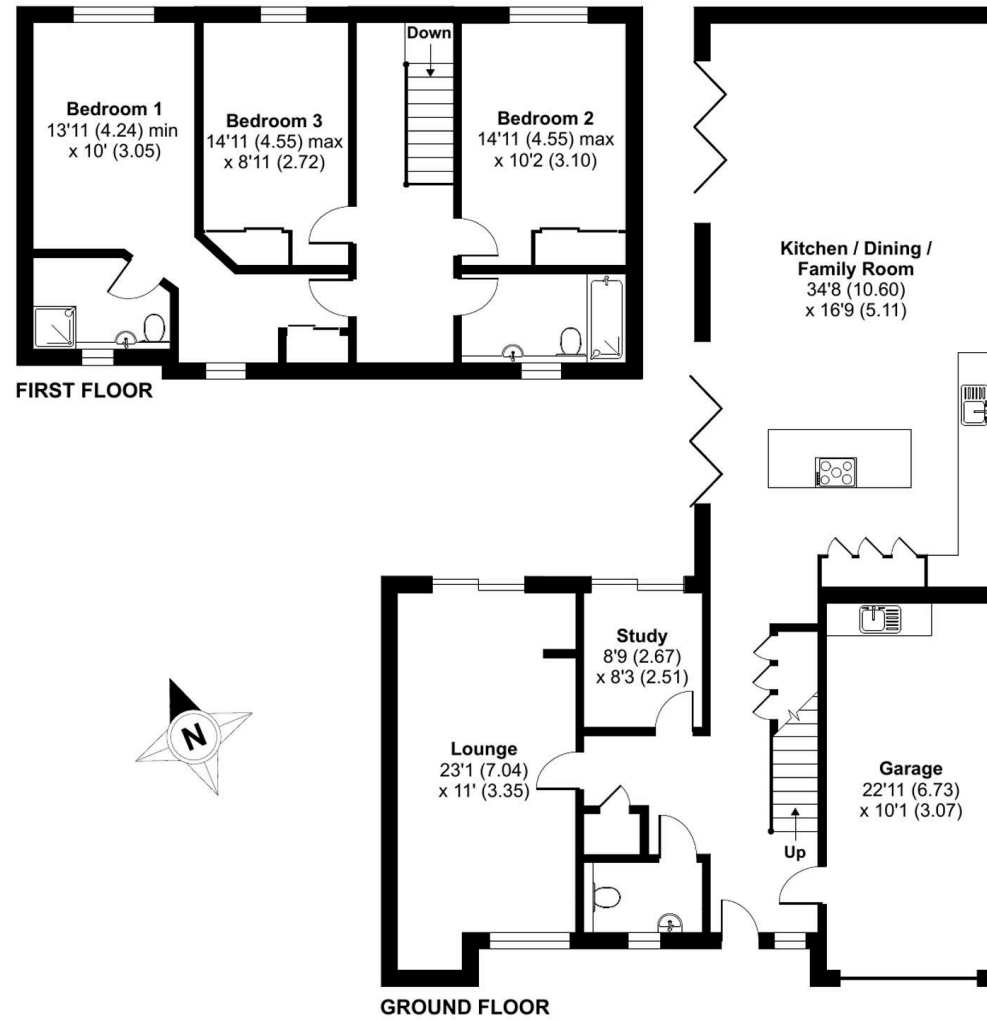 Down
Bedroom 1
13'11 (4.24) min
x 10' (3.05)
Bedroom 3
14'11 (4.55) max
x 8'11 (2.72)
Bedroom 2
14'11 (4.55) max
x 10'2 (3.10)
FIRST FLOOR
Kitchen / Dining /
Family Room
34'8 (10.60)
x 16'9 (5.11)
Study
8'9 (2.67)
x 8'3 (2.51)
N
Lounge
23'1 (7.04)
x 11' (3.35)
Garage
22'11 (6.73)
x 10'1 (3.07)
Up
GROUND FLOOR